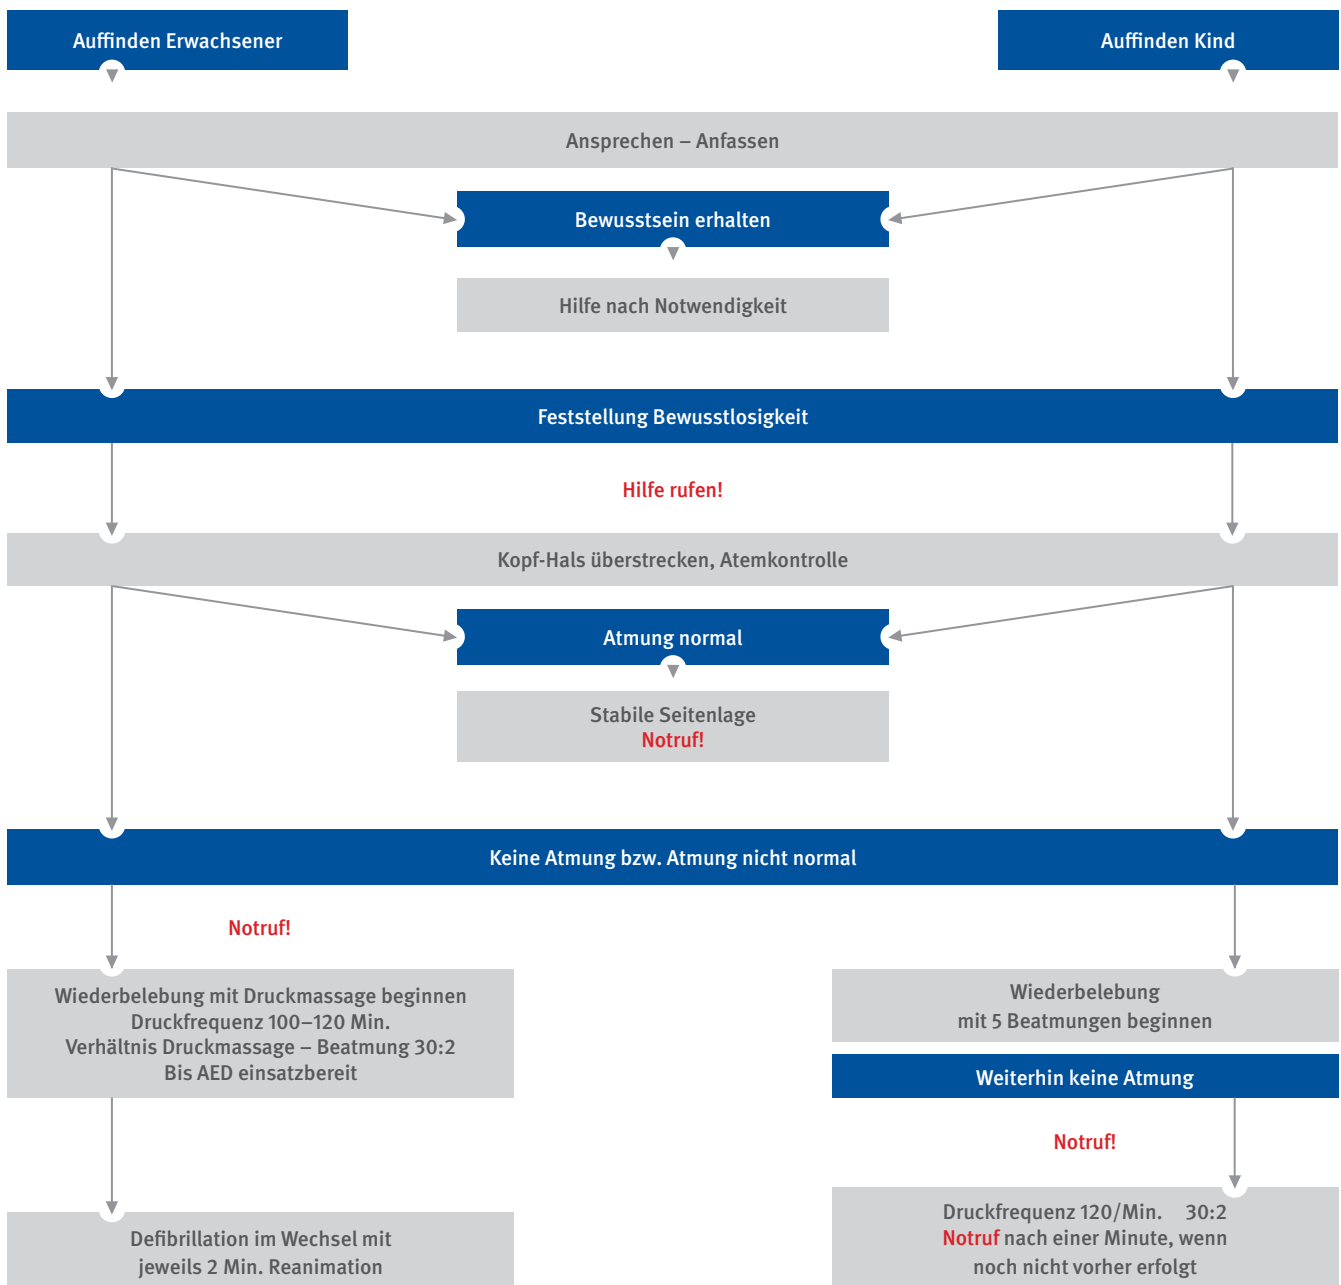 Auffinden Erwachsener
Auffinden Kind
Ansprechen – Anfassen
Bewusstsein erhalten
Hilfe nach Notwendigkeit
Feststellung Bewusstlosigkeit
Hilfe rufen!
Kopf-Hals überstrecken, Atemkontrolle
Atmung normal
Stabile Seitenlage
Notruf!
Keine Atmung bzw. Atmung nicht normal
Notruf!
Wiederbelebung mit Druckmassage beginnen
Druckfrequenz 100–120 Min.
Verhältnis Druckmassage – Beatmung 30:2
Bis AED einsatzbereit
Defibrillation im Wechsel mit
jeweils 2 Min. Reanimation
Wiederbelebung
mit 5 Beatmungen beginnen
Weiterhin keine Atmung
Notruf!
Druckfrequenz 120/Min. 30:2
Notruf nach einer Minute, wenn
noch nicht vorher erfolgt